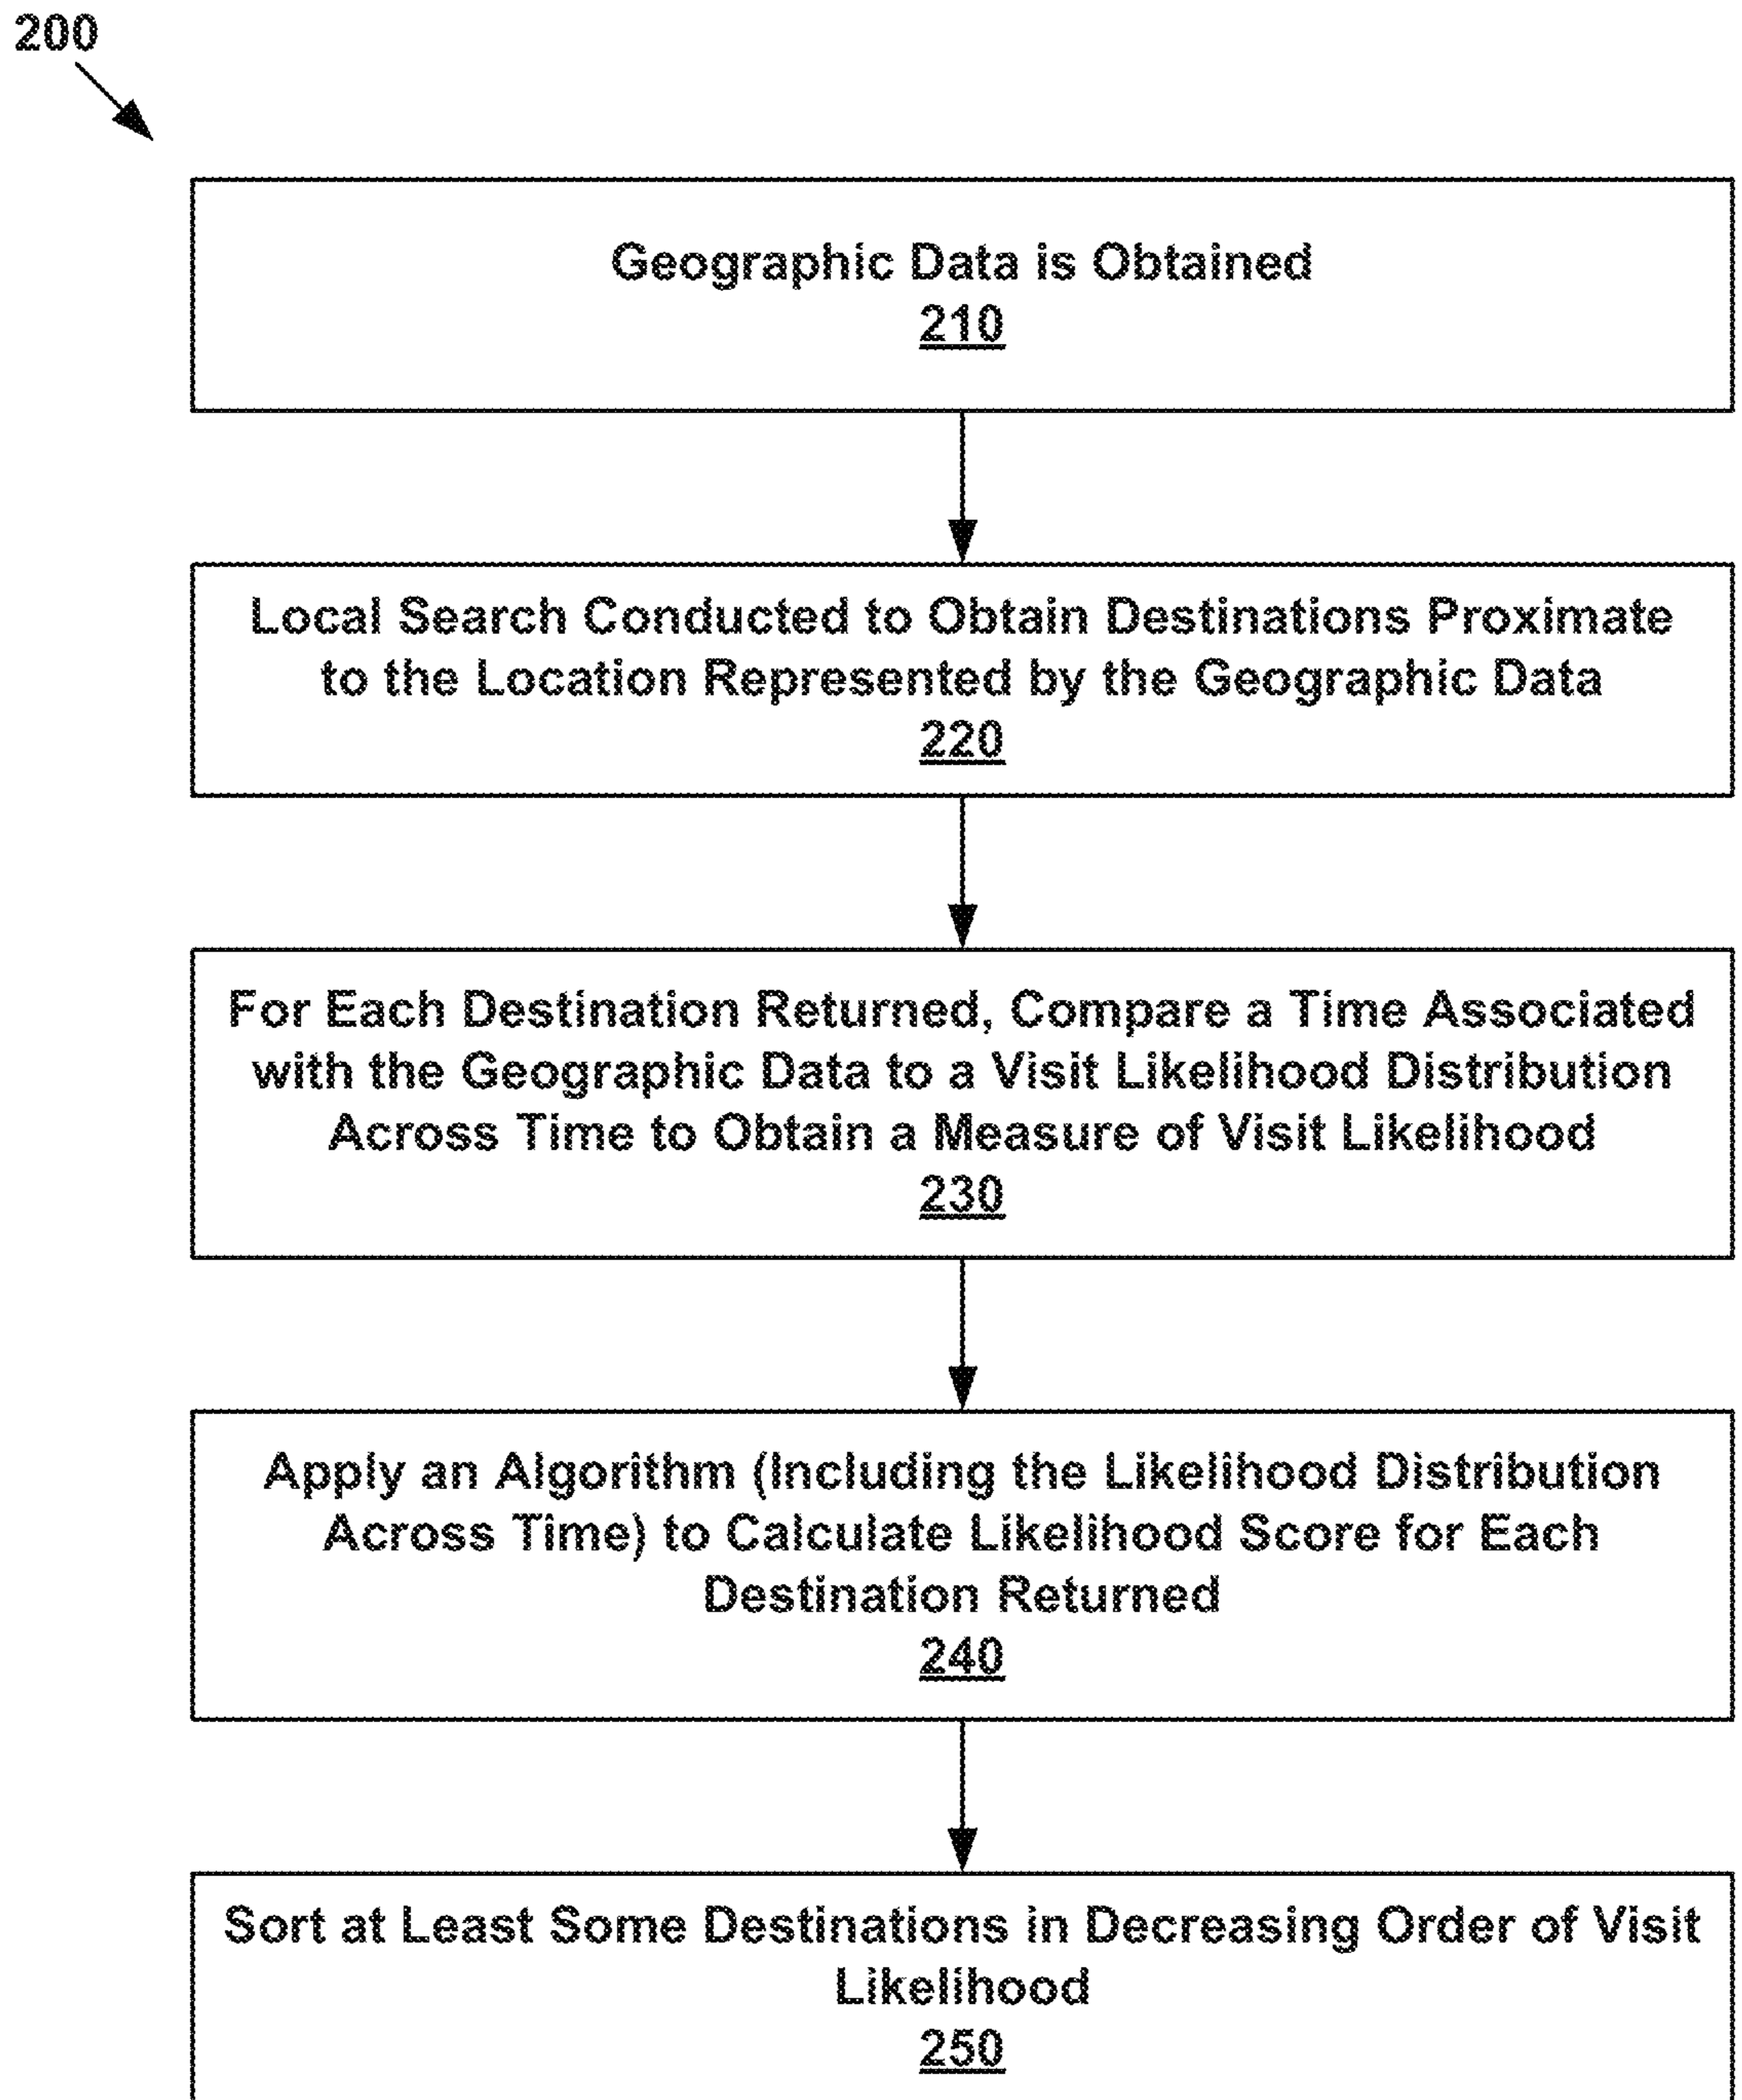 200
Geographic Data is Obtained
210
Local Search Conducted to Obtain Destinations Proximate
to the Location Represented by the Geographic Data
220
For Each Destination Returned, Compare a Time Associated
with the Geographic Data to a Visit Likelihood Distribution
Across Time to Obtain a Measure of Visit Likelihood
230
Apply an Algorithm (Including the Likelihood Distribution
Across Time) to Calculate Likelihood Score for Each
Destination Returned
240
Sort at Least Some Destinations in Decreasing Order of Visit
Likelihood
250